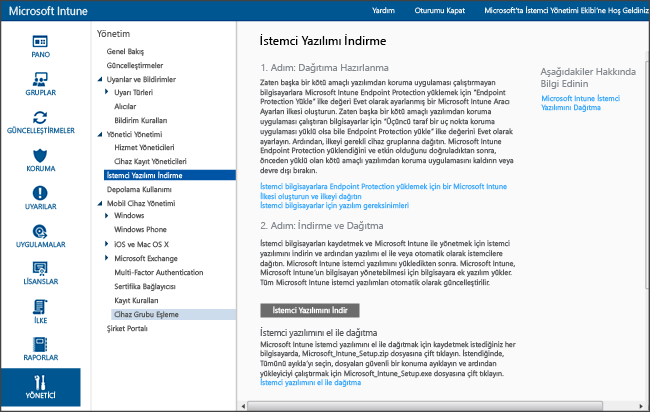 Microsoft Intune
Yardım
Oturumu Kapat
Microsoft'ta İstemci Yönetimi Ekibi'ne Hoş Geldiniz
PANO
GRUPLAR
GÜNCELLEŞTİRMELER
KORUMA
UYARILAR
UYGULAMALAR
LİSANSLAR
İLKE
RAPORLAR
YÖNETİCİ
Yönetim
Genel Bakış
Güncelleştirmeler
Uyarılar ve Bildirimler
Uyarı Türleri
Alıcılar
Bildirim Kuralları
Yönetici Yönetimi
Hizmet Yöneticileri
Cihaz Kayıt Yöneticileri
İstemci Yazılımı İndirme
Depolama Kullanımı
Mobil Cihaz Yönetimi
Windows
Windows Phone
iOS ve Mac OS X
Microsoft Exchange
Multi-Factor Authentication
Sertifika Bağlayıcısı
Kayıt Kuralları
Cihaz Grubu Eşleme
Şirket Portalı
İstemci Yazılımı İndirme
1. Adım: Dağıtıma Hazırlanma
Zaten başka bir kötü amaçlı yazılımdan koruma uygulaması çalıştırmayan
bilgisayarlara Microsoft Intune Endpoint Protection yüklemek için "Endpoint
Protection Yükle" ilke değeri Evet olarak ayarlanmış bir Microsoft Intune Aracı
Ayarları ilkesi oluşturun. Zaten başka bir kötü amaçlı yazılımdan koruma
uygulaması çalıştıran bilgisayarlar için "Üçüncü taraf bir uç nokta koruma
uygulaması yüklü olsa bile Endpoint Protection yükle" ilke değerini Evet olarak
ayarlayın. Ardından, ilkeyi gerekli cihaz gruplarına dağıtın. Microsoft Intune
Endpoint Protection yüklendiğini ve etkin olduğunu doğruladıktan sonra,
önceden yüklü olan kötü amaçlı yazılımdan koruma uygulamasını kaldırın veya
devre dışı bırakın.
İstemci bilgisayarlara Endpoint Protection yüklemek için bir Microsoft Intune
İlkesi oluşturun ve ilkeyi dağıtın
İstemci bilgisayarlar için yazılım gereksinimleri
2. Adım: İndirme ve Dağıtma
İstemci bilgisayarları kaydetmek ve Microsoft Intune ile yönetmek için istemci
yazılımını indirin ve ardından yazılımı el ile veya otomatik olarak istemcilere
dağıtın. Microsoft Intune istemci yazılımı yükledikten sonra. Microsoft Intune,
Microsoft Intune'un bilgisayarı yönetebilmesi için bilgisayara ek yazılım yükler.
Tüm Microsoft Intune istemci yazılımları otomatik olarak güncelleştirilir.
İstemci Yazılımını İndir
İstemci yazılımını el ile dağıtma
Microsoft Intune istemci yazılımını el ile dağıtmak için kaydetmek istediğiniz her
bilgisayarda, Microsoft_Intune_Setup.zip dosyasına çift tıklayın. İstendiğinde,
Tümünü ayıkla'yı seçin, dosyaları güvenli bir konuma ayıklayın ve ardından
yükleyiciyi çalıştırmak için Microsoft_Intune_Setup.exe dosyasına çift tıklayın.
İstemci yazılımını el ile dağıtma
Aşağıdakiler Hakkında
Bilgi Edinin
Microsoft Intune İstemci
Yazılımını Dağıtma